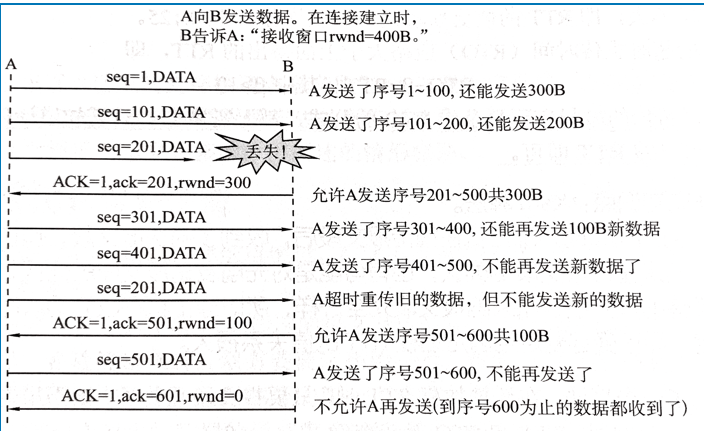 A向B发送数据。在连接建立时，
B告诉A：“接收窗口rwnd=400B。”
A
B
seq=1,DATA
A发送了序号1~100, 还能发送300B
seq=101,DATA
A发送了序号101~200, 还能发送200B
seq=201,DATA
丢失!
ACK=1,ack=201,rwnd=300
允许A发送序号201~500共300B
seq=301,DATA
A发送了序号301~400, 还能再发送100B新数据
seq=401,DATA
A发送了序号401~500, 不能再发送新数据了
seq=201,DATA
A超时重传旧的数据，但不能发送新的数据
ACK=1,ack=501,rwnd=100
允许A发送序号501~600共100B
seq=501,DATA
A发送了序号501~600, 不能再发送了
ACK=1,ack=601,rwnd=0
不允许A再发送(到序号600为止的数据都收到了)